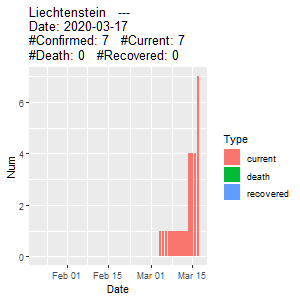 Liechtenstein   ---
Date: 2020-03-17
#Confirmed: 7   #Current: 7
#Death: 0   #Recovered: 0
Num
6
4
2
0
Feb 01
Feb 15
Mar 01
Mar 15
Date
Type
current
death
recovered